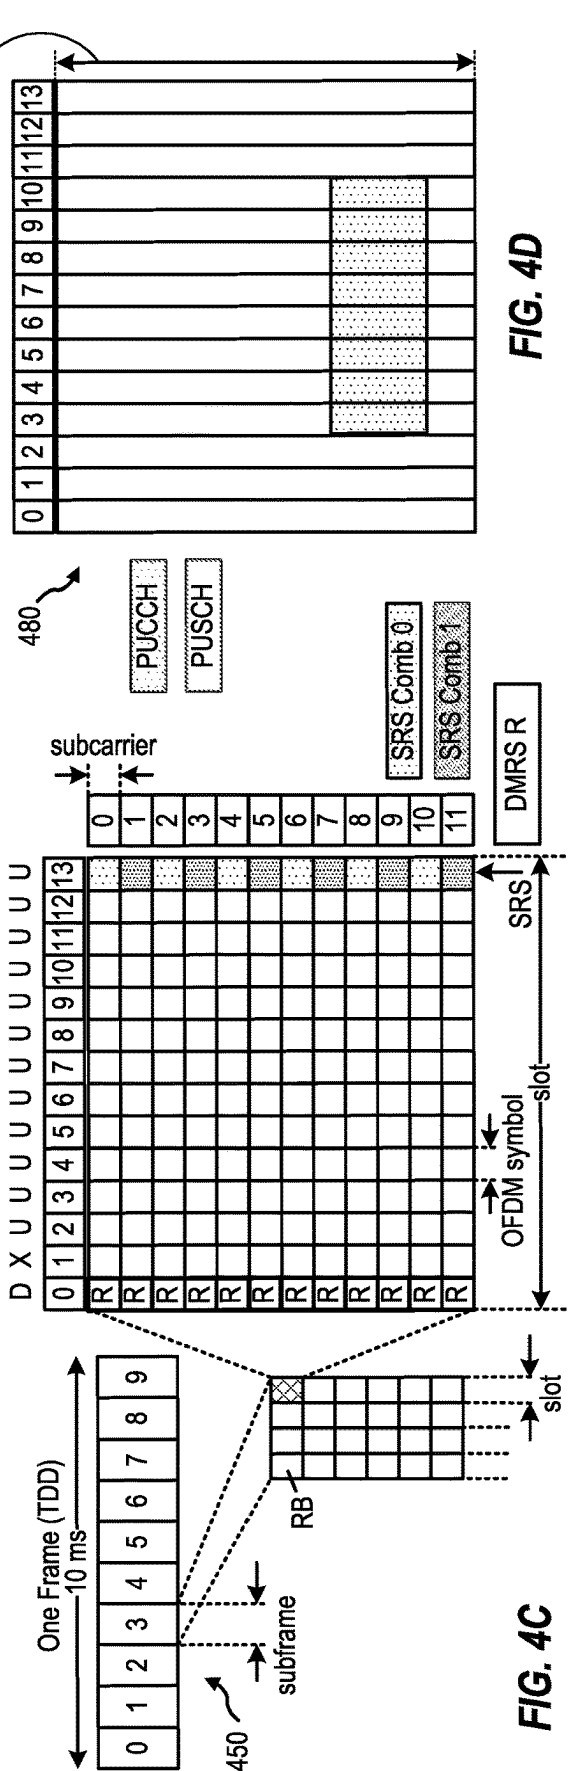 One Frame (TDD)
10 ms
0 1 2 3 4 5 6 7 8 9
450
subframe
RB
slot
D X U U U U U U U U U U
0 1 2 3 4 5 6 7 8 9 10 11 12 13
R
R
R
R
R
R
R
R
R
R
R
R
subcarrier
0
1
2
3
4
5
6
7
8
9
10
11
OFDM symbol
SRS
slot
SRS Comb 0
SRS Comb 1
DMRS R
FIG. 4C
480
PUCCH
PUSCH
0 1 2 3 4 5 6 7 8 9 10 11 12 13
FIG. 4D